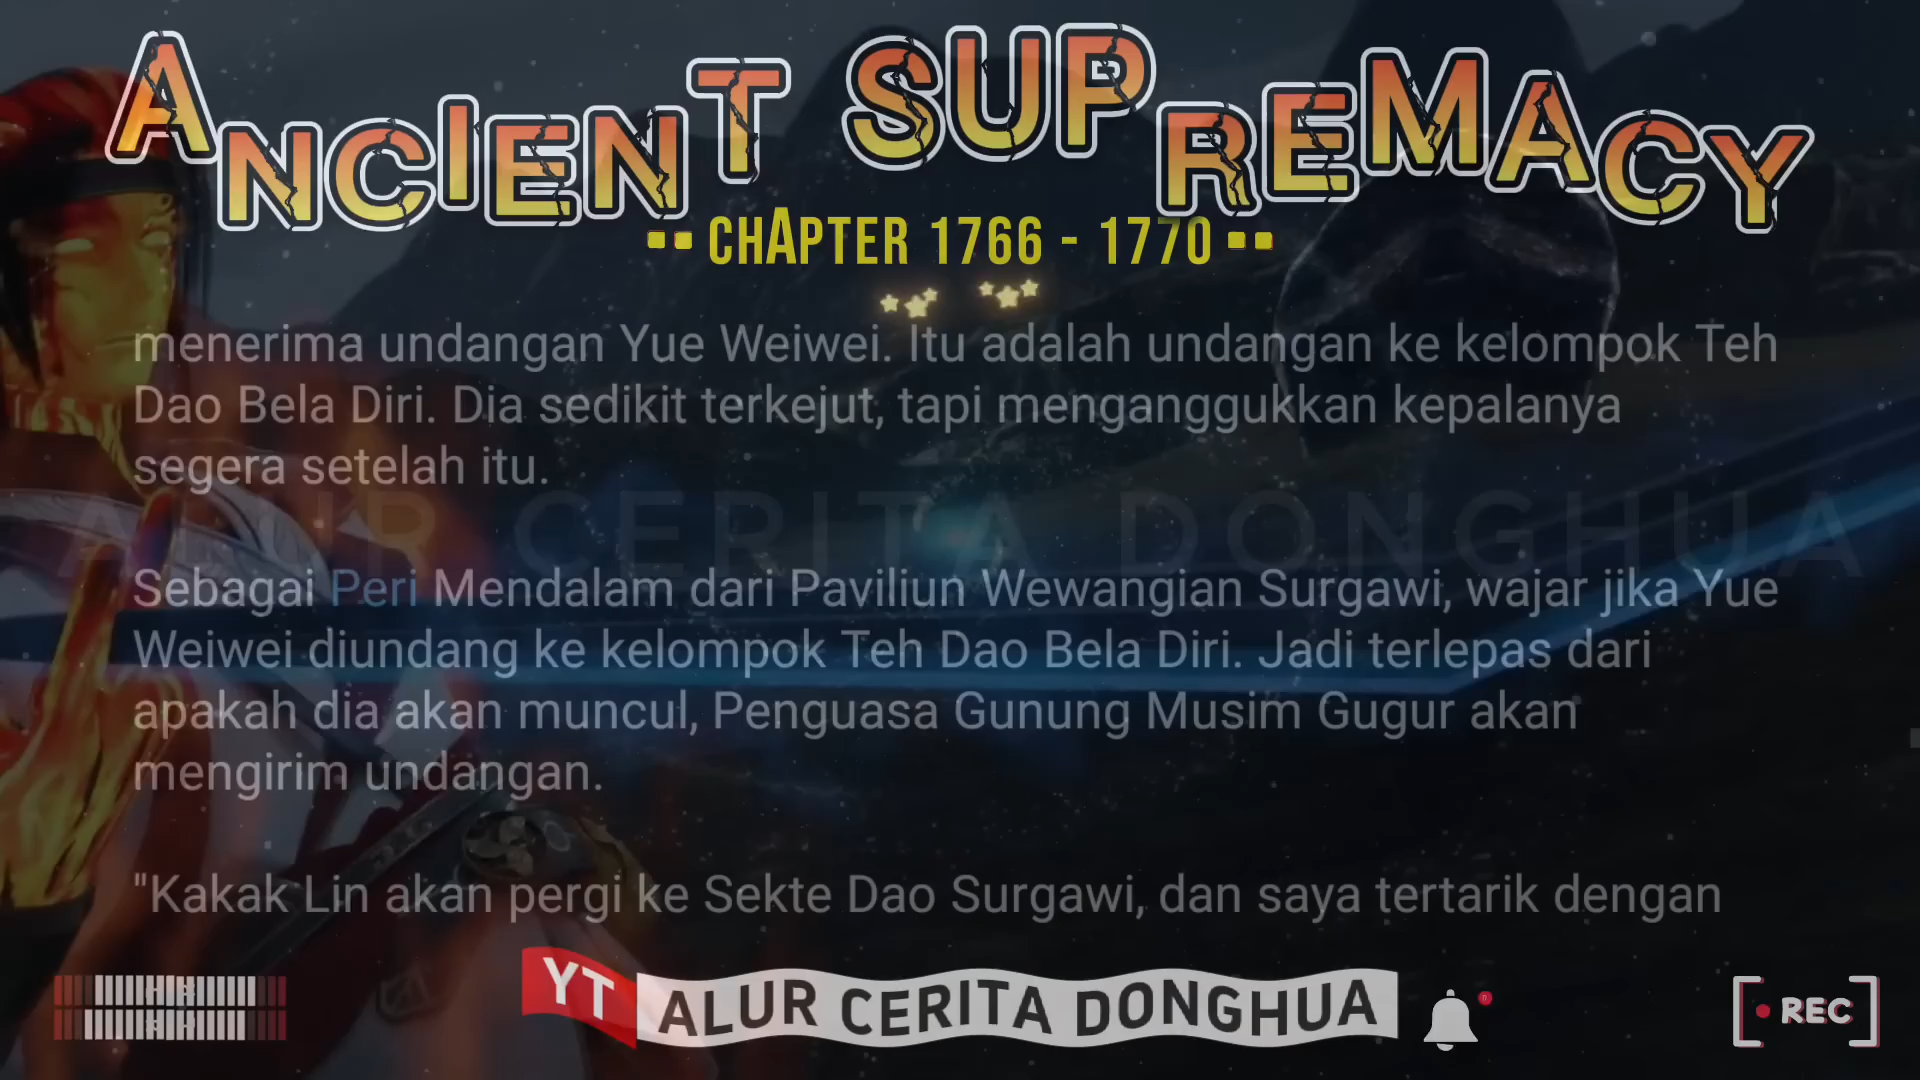 ANCIENT SUPREMACY
CHAPTER 1766 - 1770
menerima undangan Yue Weiwei. Itu adalah undangan ke kelompok Teh
Dao Bela Diri. Dia sedikit terkejut, tapi menganggukkan kepalanya
segera setelah itu.
ALUR CERITA DONGHUA
Sebagai Peri Mendalam dari Paviliun Wewangian Surgawi, wajar jika Yue
Weiwei diundang ke kelompok Teh Dao Bela Diri. Jadi terlepas dari
apakah dia akan muncul, Penguasa Gunung Musim Gugur akan
mengirim undangan.
"Kakak Lin akan pergi ke Sekte Dao Surgawi, dan saya tertarik dengan
YT ALUR CERITA DONGHUA
REC